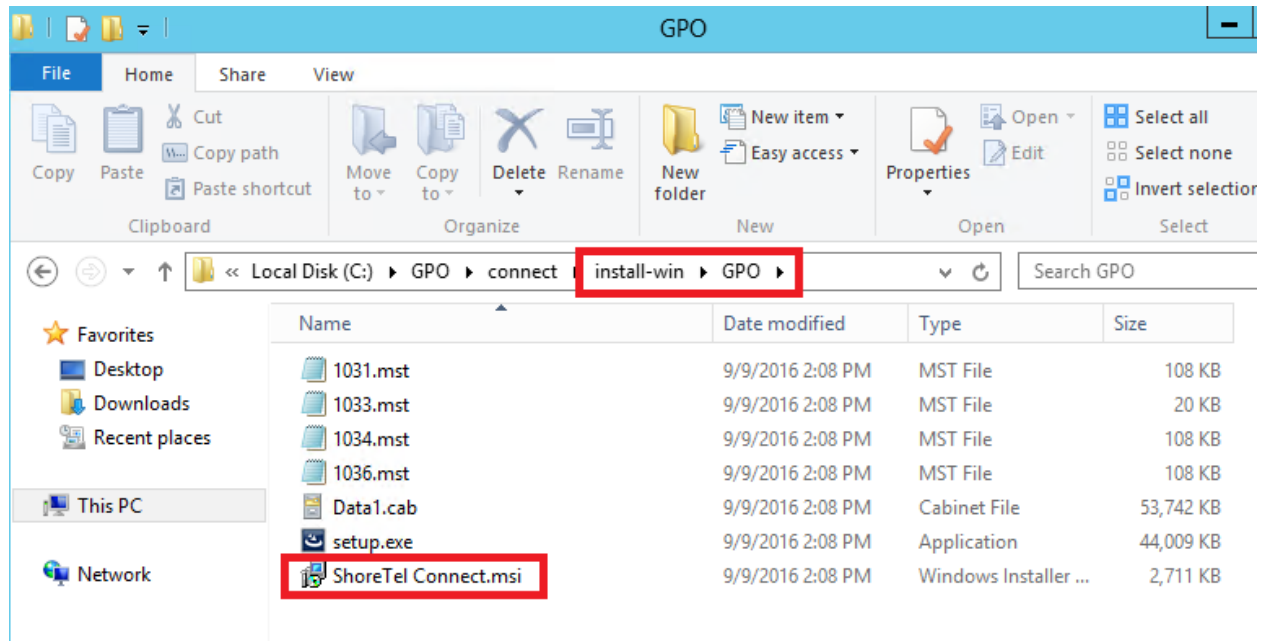 GPO
File Home Share View
Copy Paste Cut Copy path Paste shortcut Move to Copy to Delete Rename New folder New item Easy access Properties Open Edit Select all Select none Invert selection
Clipboard Organize New Open Select
« Local Disk (C:) GPO connect install-win GPO Search GPO
Favorites
Desktop
Downloads
Recent places
This PC
Network
Name Date modified Type Size
1031.mst 9/9/2016 2:08 PM MST File 108 KB
1033.mst 9/9/2016 2:08 PM MST File 20 KB
1034.mst 9/9/2016 2:08 PM MST File 108 KB
1036.mst 9/9/2016 2:08 PM MST File 108 KB
Data1.cab 9/9/2016 2:08 PM Cabinet File 53,742 KB
setup.exe 9/9/2016 2:08 PM Application 44,009 KB
ShoreTel Connect.msi 9/9/2016 2:08 PM Windows Installer ... 2,711 KB